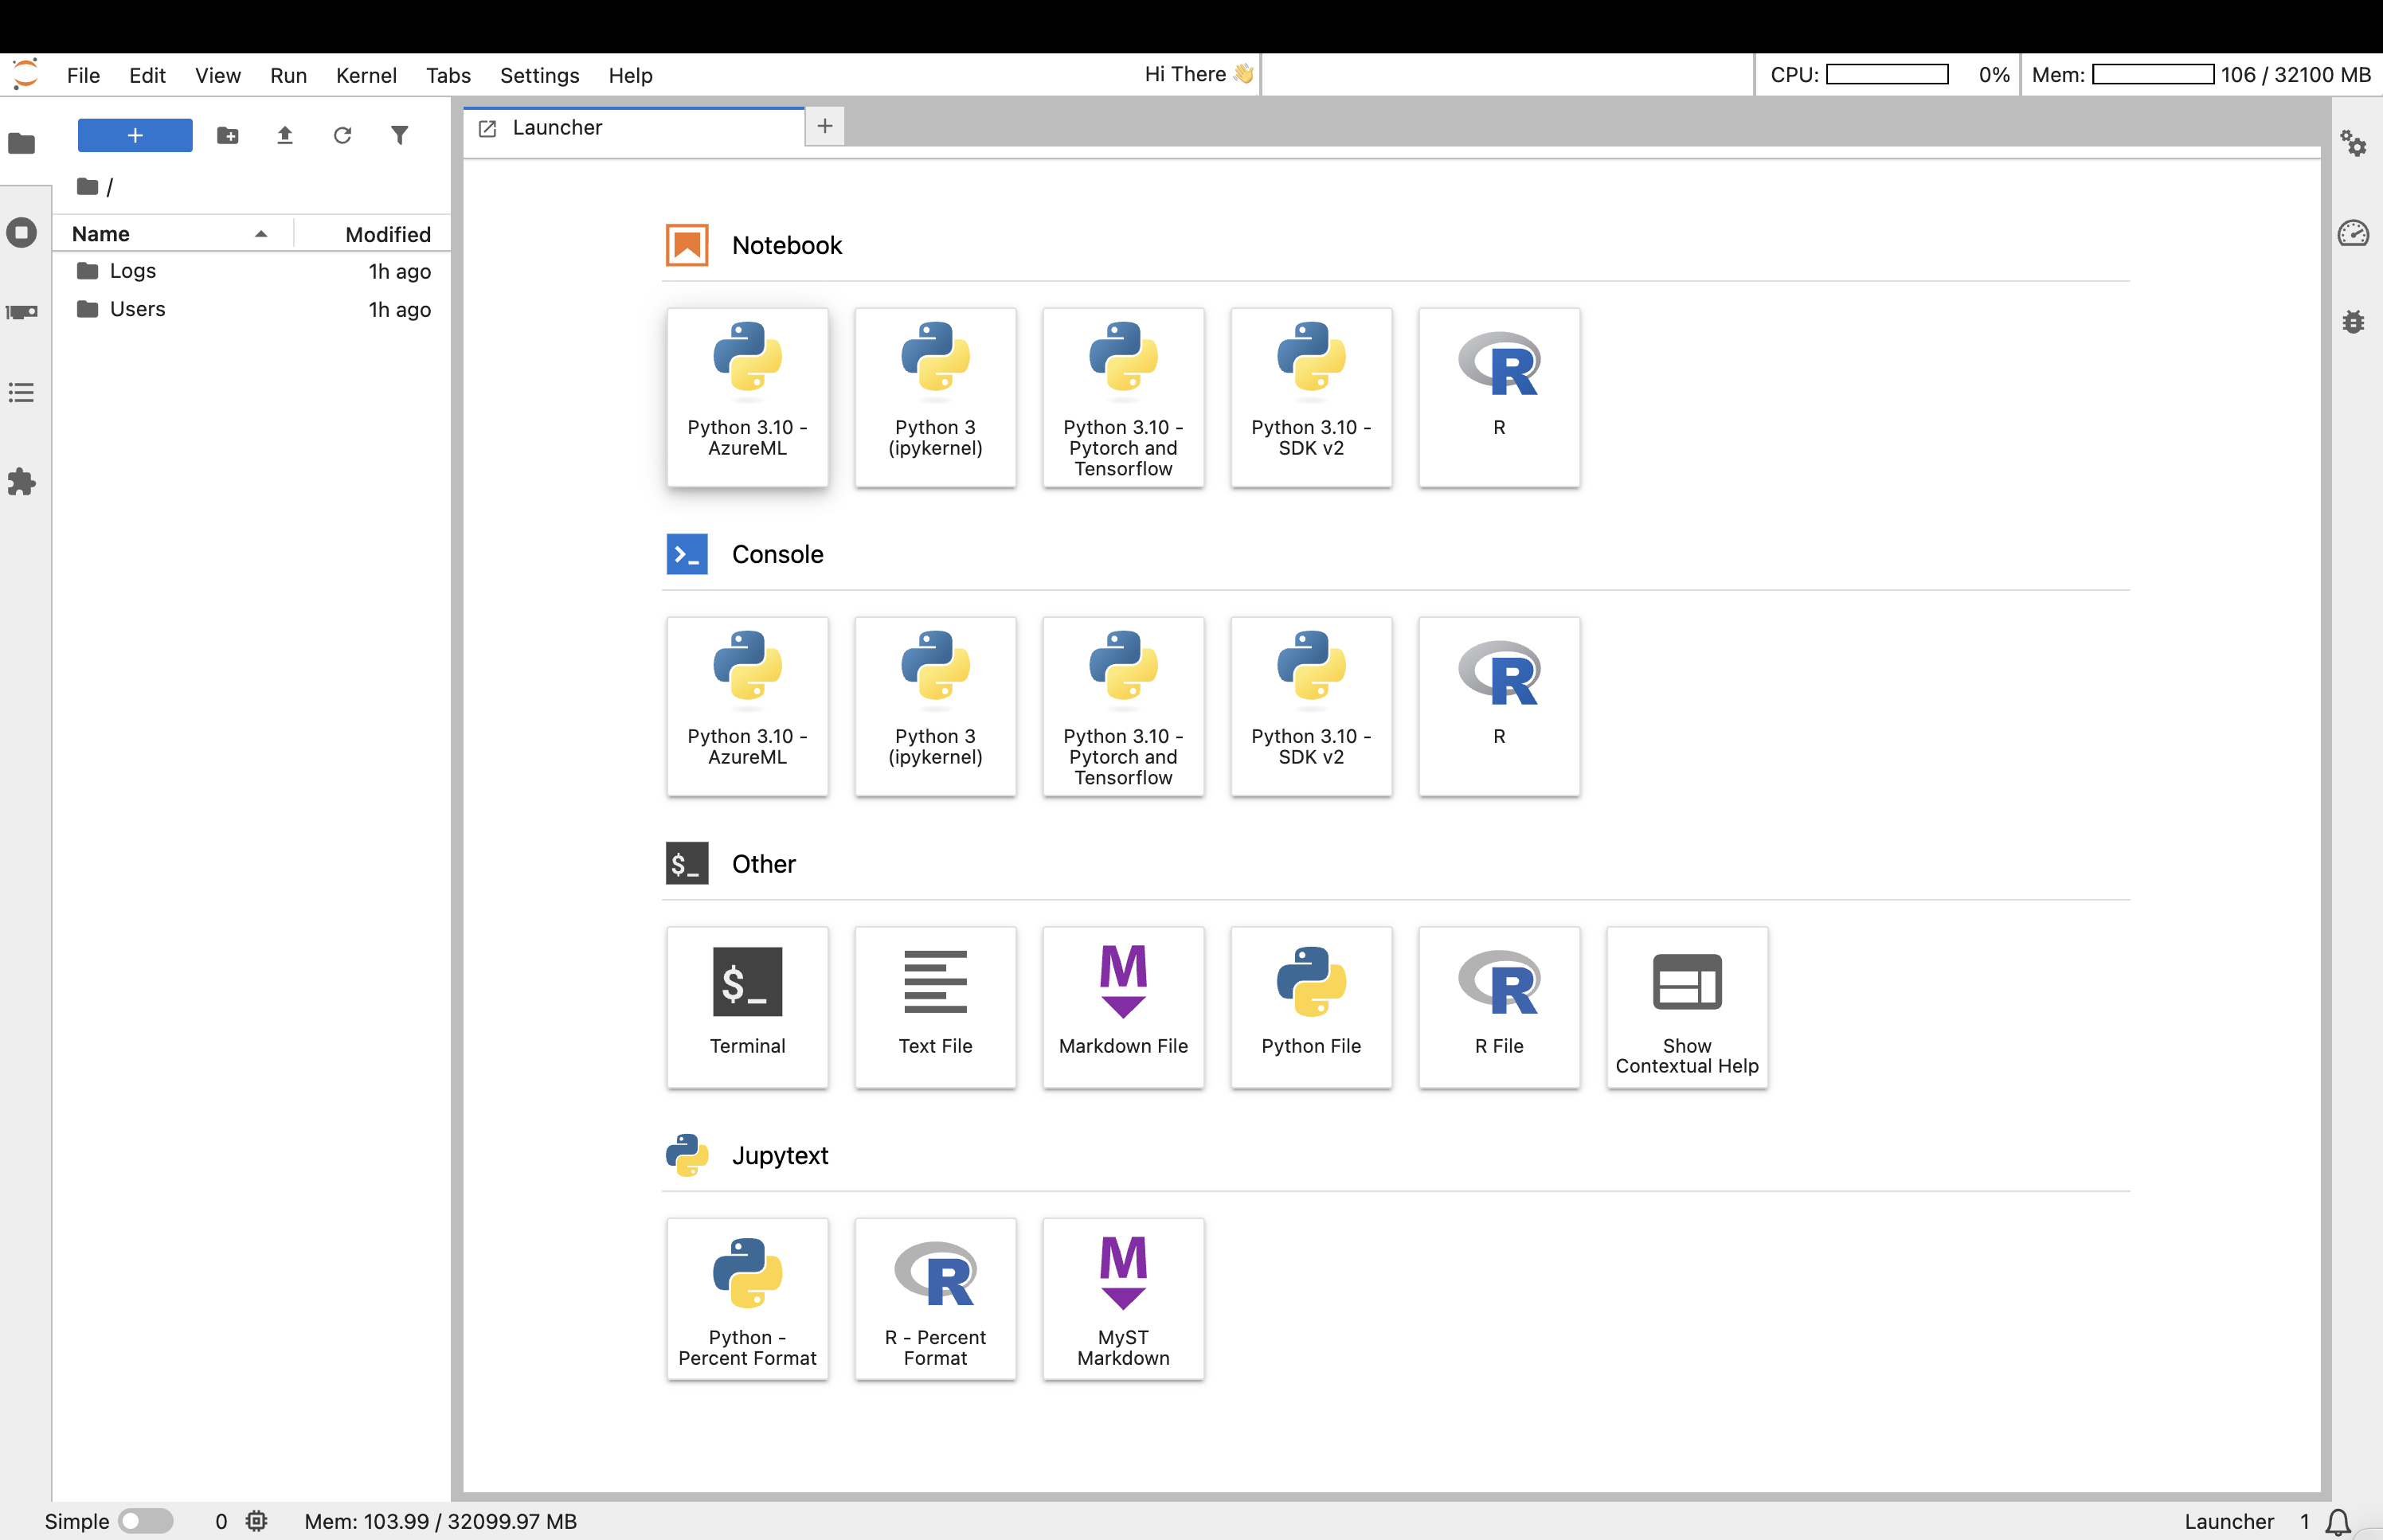 File Edit View Run Kernel Tabs Settings Help Hi There 👋 CPU: 0% Mem: 106 / 32100 MB
Launcher
/
Name Modified
Logs 1h ago
Users 1h ago
Notebook
Python 3.10 - AzureML
Python 3 (ipykernel)
Python 3.10 - Pytorch and Tensorflow
Python 3.10 - SDK v2
R
Console
Python 3.10 - AzureML
Python 3 (ipykernel)
Python 3.10 - Pytorch and Tensorflow
Python 3.10 - SDK v2
R
$_ Other
$_
Terminal
Text File
M
Markdown File
Python File
R File
Show Contextual Help
Jupytext
Python - Percent Format
R - Percent Format
M
MyST Markdown
Simple 0 Mem: 103.99 / 32099.97 MB Launcher 1